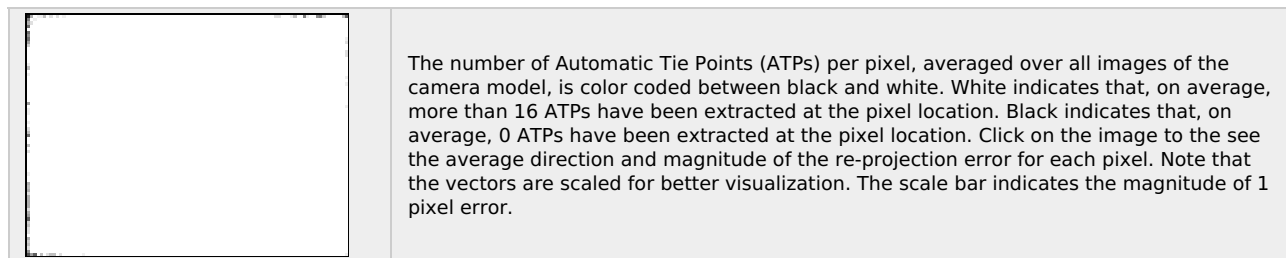 The number of Automatic Tie Points (ATPs) per pixel, averaged over all images of the
camera model, is color coded between black and white. White indicates that, on average,
more than 16 ATPs have been extracted at the pixel location. Black indicates that, on
average, 0 ATPs have been extracted at the pixel location. Click on the image to the see
the average direction and magnitude of the re-projection error for each pixel. Note that
the vectors are scaled for better visualization. The scale bar indicates the magnitude of 1
pixel error.